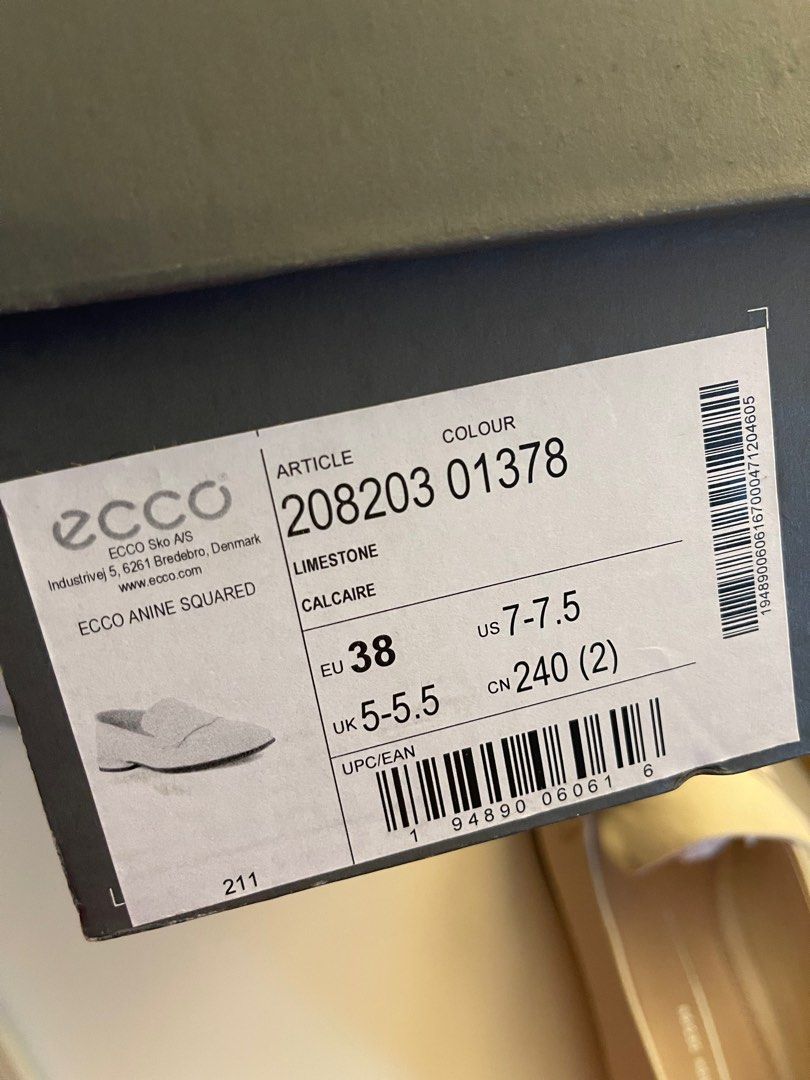 ecco
ECCO Sko A/S
Industrivej 5, 6261 Bredebro, Denmark
www.ecco.com
ECCO ANINE SQUARED
211
ARTICLE COLOUR
208203 01378
LIMESTONE
CALCAIRE
EU 38 US 7-7.5
UK 5-5.5 CN 240 (2)
UPC/EAN
1 94890 06061 6
1948900606167000471204605